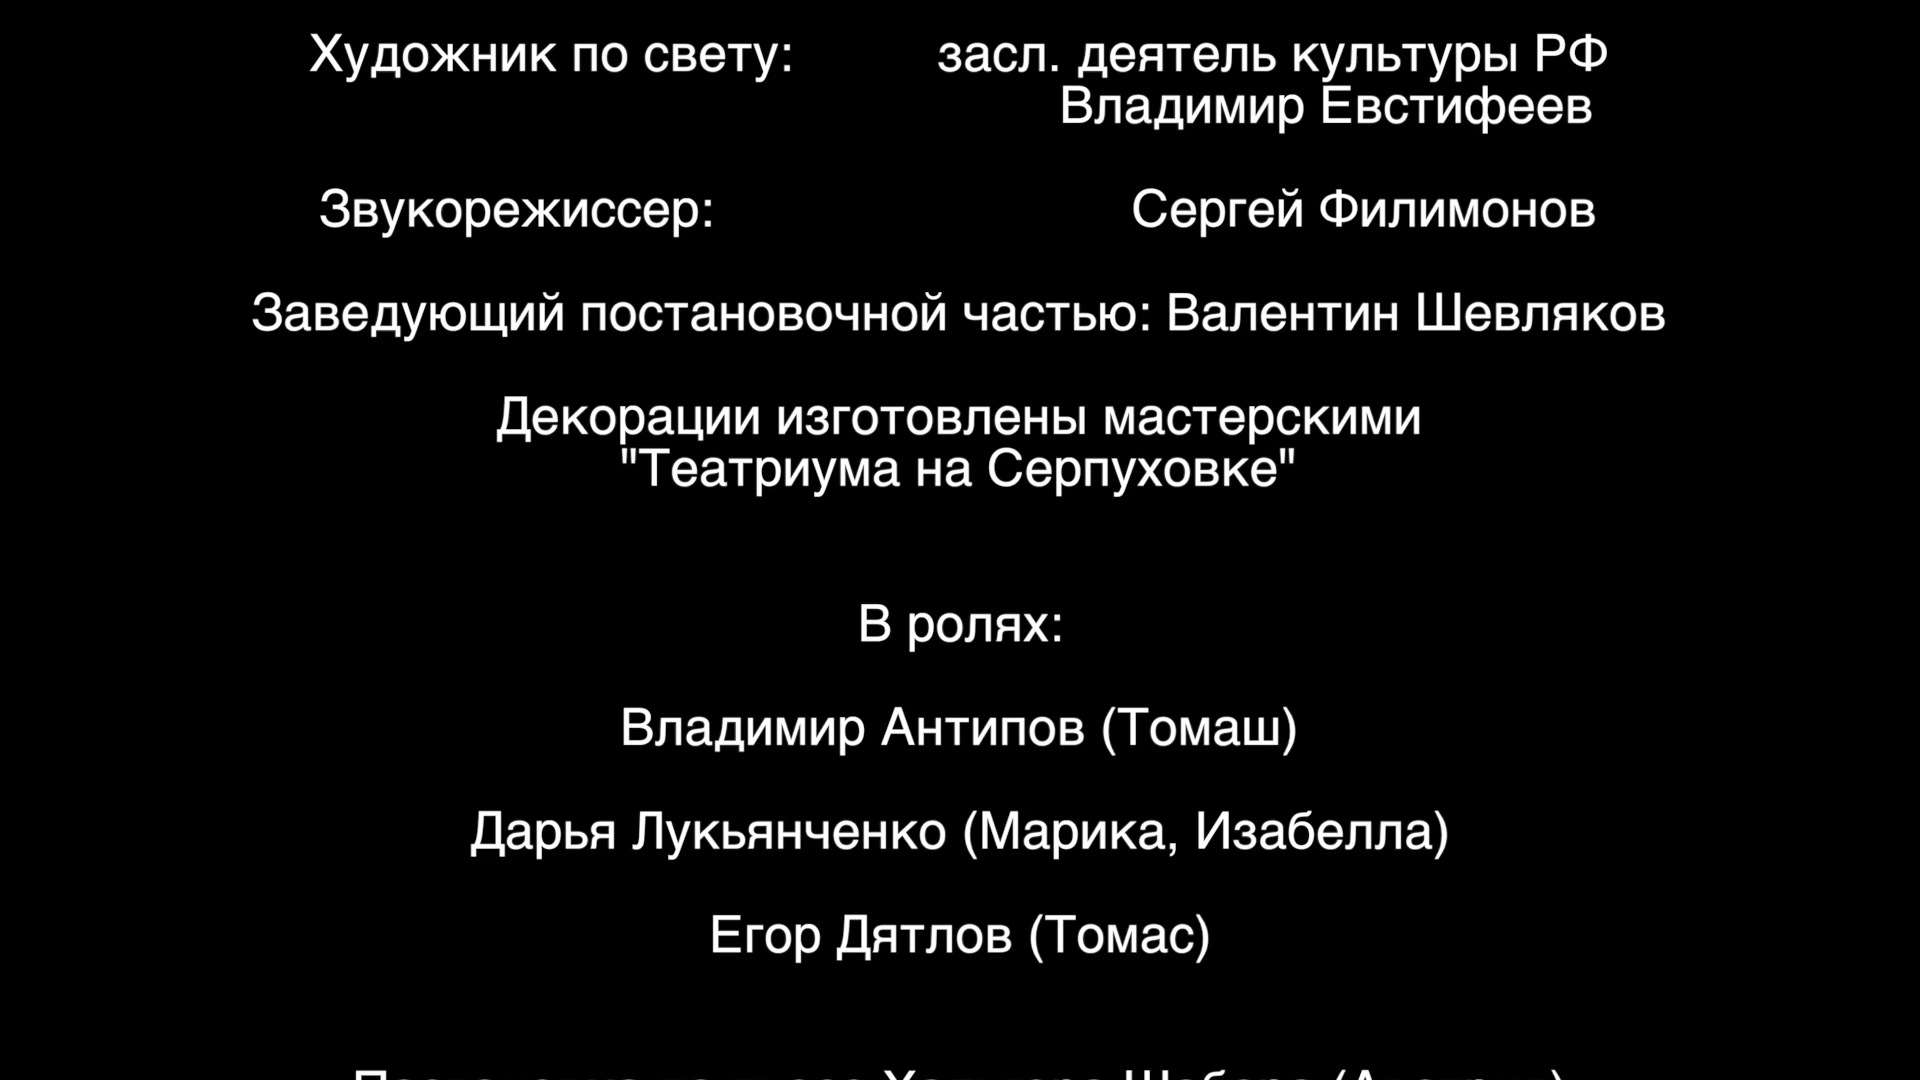 Художник по свету: засл. деятель культуры РФ
Владимир Евстифеев
Звукорежиссер: Сергей Филимонов
Заведующий постановочной частью: Валентин Шевляков
Декорации изготовлены мастерскими
"Театриума на Серпуховке"
В ролях:
Владимир Антипов (Томаш)
Дарья Лукьянченко (Марика, Изабелла)
Егор Дятлов (Томас)